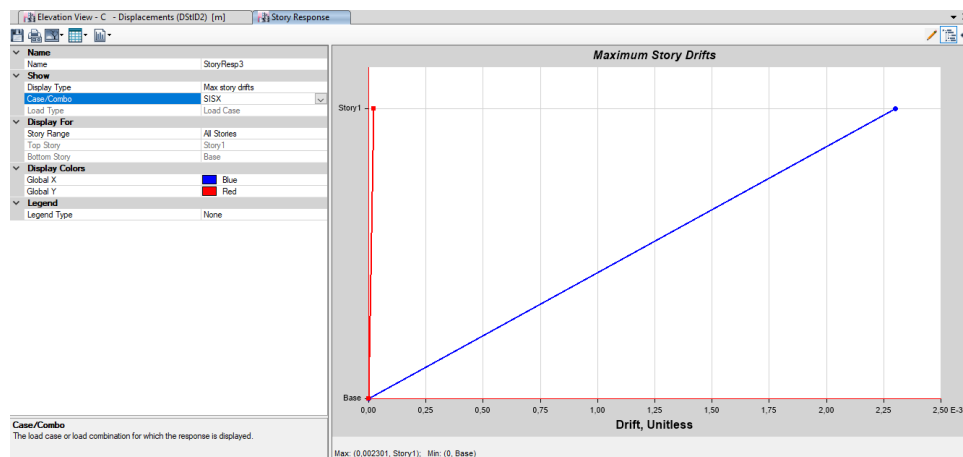 Elevation View - C - Displacements (DStlD2) [m]
Story Response
Name
Name StoryResp3
Show
Display Type Max story drifts
Case/Combo SISX
Load Type Load Case
Display For
Story Range All Stories
Top Story Story1
Bottom Story Base
Display Colors
Global X Blue
Global Y Red
Legend
Legend Type None
Case/Combo
The load case or load combination for which the response is displayed.
Maximum Story Drifts
Story1
Base
0,00 0,25 0,50 0,75 1,00 1,25 1,50 1,75 2,00 2,25 2,50 E-3
Drift, Unitless
Max: (0,002301, Story1); Min: (0, Base)